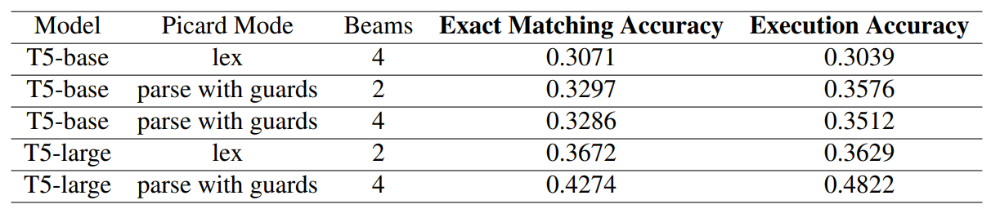 Model Picard Mode Beams Exact Matching Accuracy Execution Accuracy
T5-base lex 4 0.3071 0.3039
T5-base parse with guards 2 0.3297 0.3576
T5-base parse with guards 4 0.3286 0.3512
T5-large lex 2 0.3672 0.3629
T5-large parse with guards 4 0.4274 0.4822